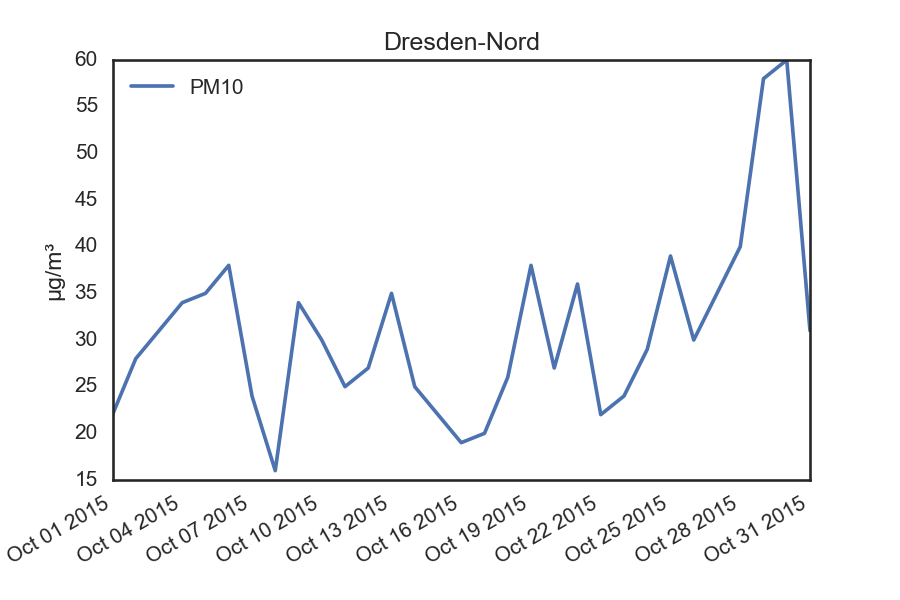 Dresden-Nord
PM10
µg/m³
60
55
50
45
40
35
30
25
20
15
Oct 01 2015
Oct 04 2015
Oct 07 2015
Oct 10 2015
Oct 13 2015
Oct 16 2015
Oct 19 2015
Oct 22 2015
Oct 25 2015
Oct 28 2015
Oct 31 2015